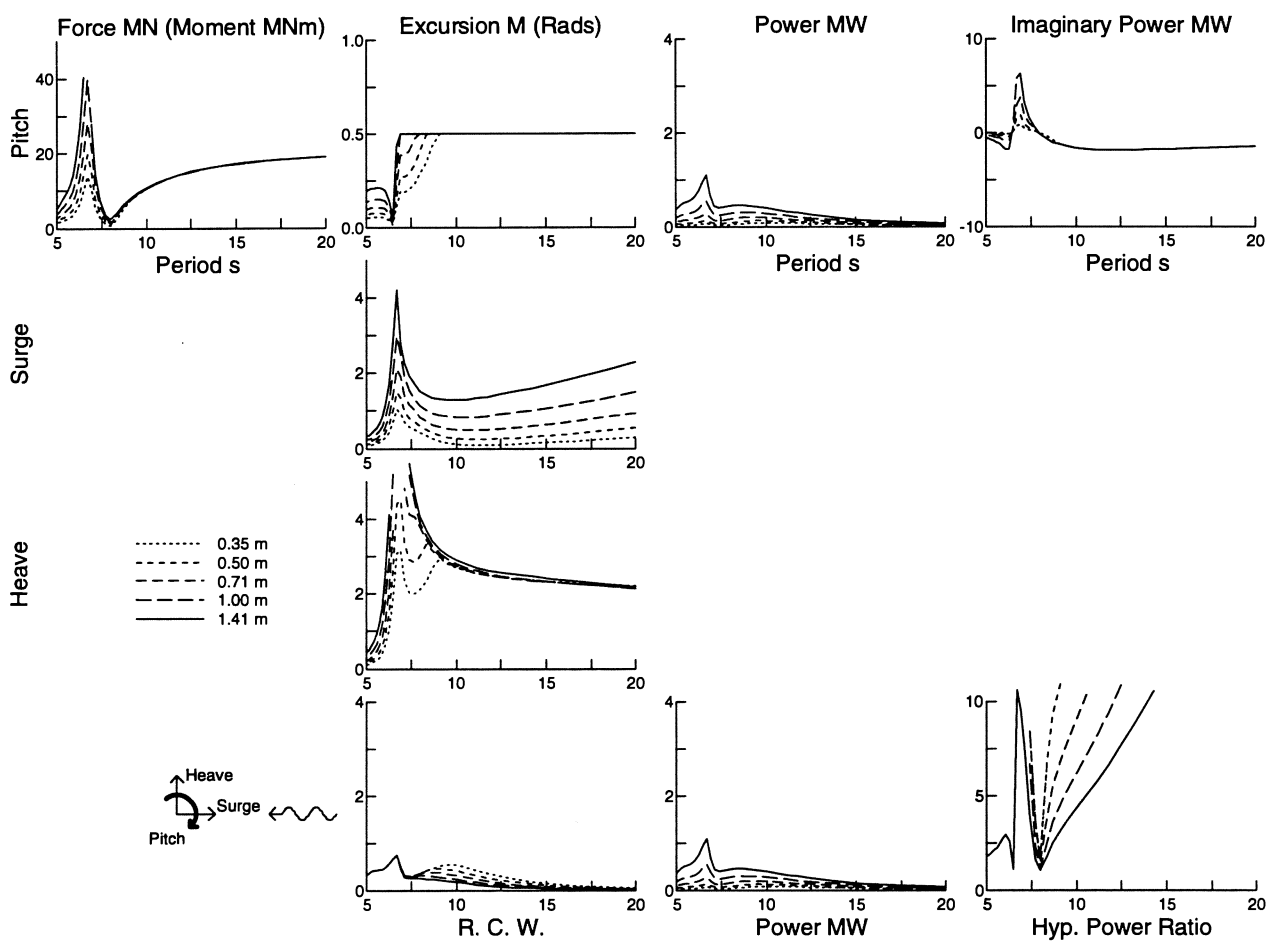 Force MN (Moment MNm)
Excursion M (Rads)
Power MW
Imaginary Power MW
Pitch
40
20
0
5 10 15 20
Period s
1.0
0.5
0.0
5 10 15 20
4
2
0
5 10 15 20
Period s
10
0
-10
5 10 15 20
Period s
Surge
4
2
0
5 10 15 20
Heave
4
2
0
5 10 15 20
0.35 m
0.50 m
0.71 m
1.00 m
1.41 m
Heave
Surge
Pitch
4
2
0
5 10 15 20
R. C. W.
4
2
0
5 10 15 20
Power MW
10
5
0
5 10 15 20
Hyp. Power Ratio